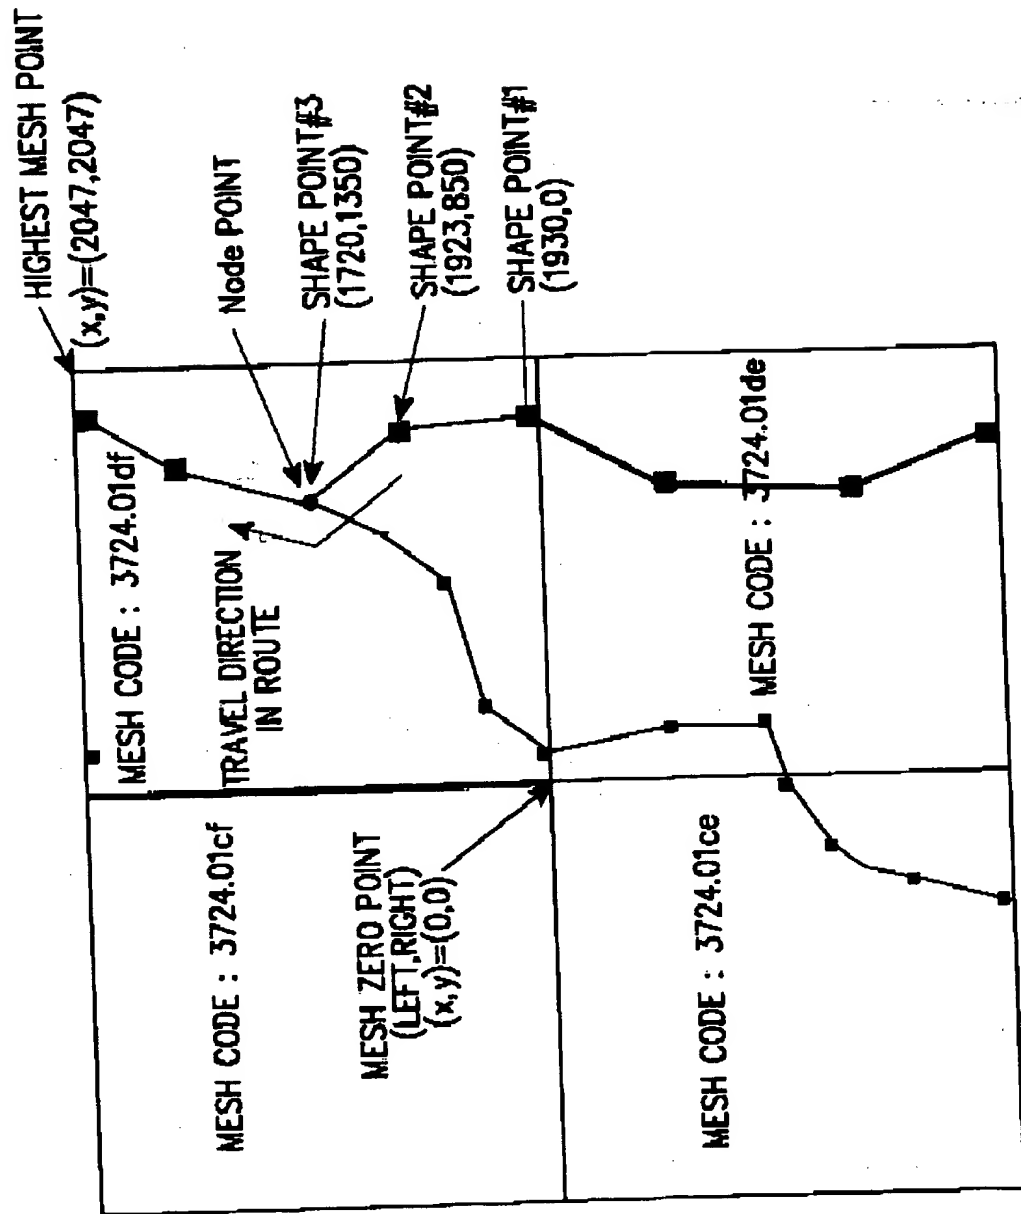 HIGHEST MESH POINT
(x,y)=(2047,2047)
Node POINT
SHAPE POINT#3
(1720,1350)
SHAPE POINT#2
(1923,850)
SHAPE POINT#1
(1930,0)
MESH CODE : 3724.01df
TRAVEL DIRECTION
IN ROUTE
MESH CODE : 3724.01de
MESH CODE : 3724.01cf
MESH ZERO POINT
(LEFT,RIGHT)
(x,y)=(0,0)
MESH CODE : 3724.01ce